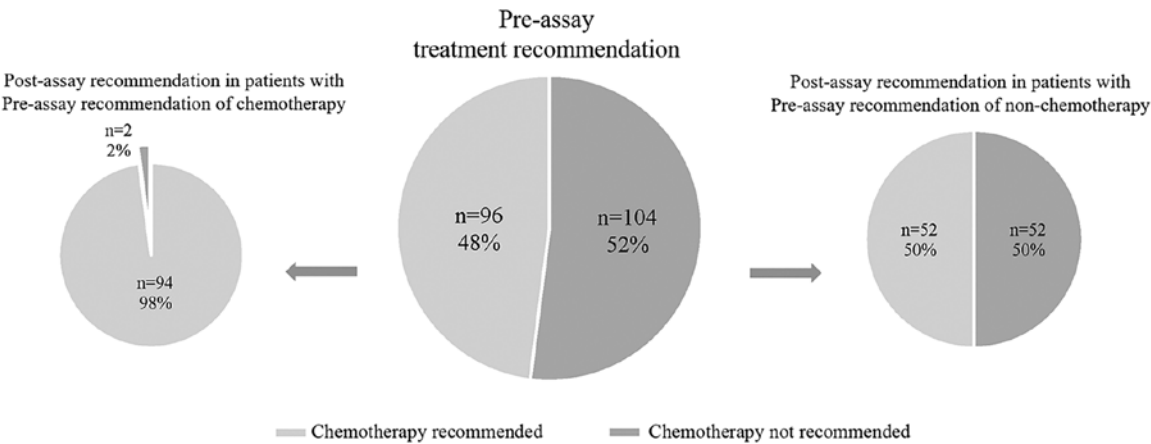 Pre-assay
treatment recommendation
Post-assay recommendation in patients with
Pre-assay recommendation of chemotherapy
n=2
2%
n=94
98%
n=96
48%
n=104
52%
Post-assay recommendation in patients with
Pre-assay recommendation of non-chemotherapy
n=52
50%
n=52
50%
Chemotherapy recommended
Chemotherapy not recommended